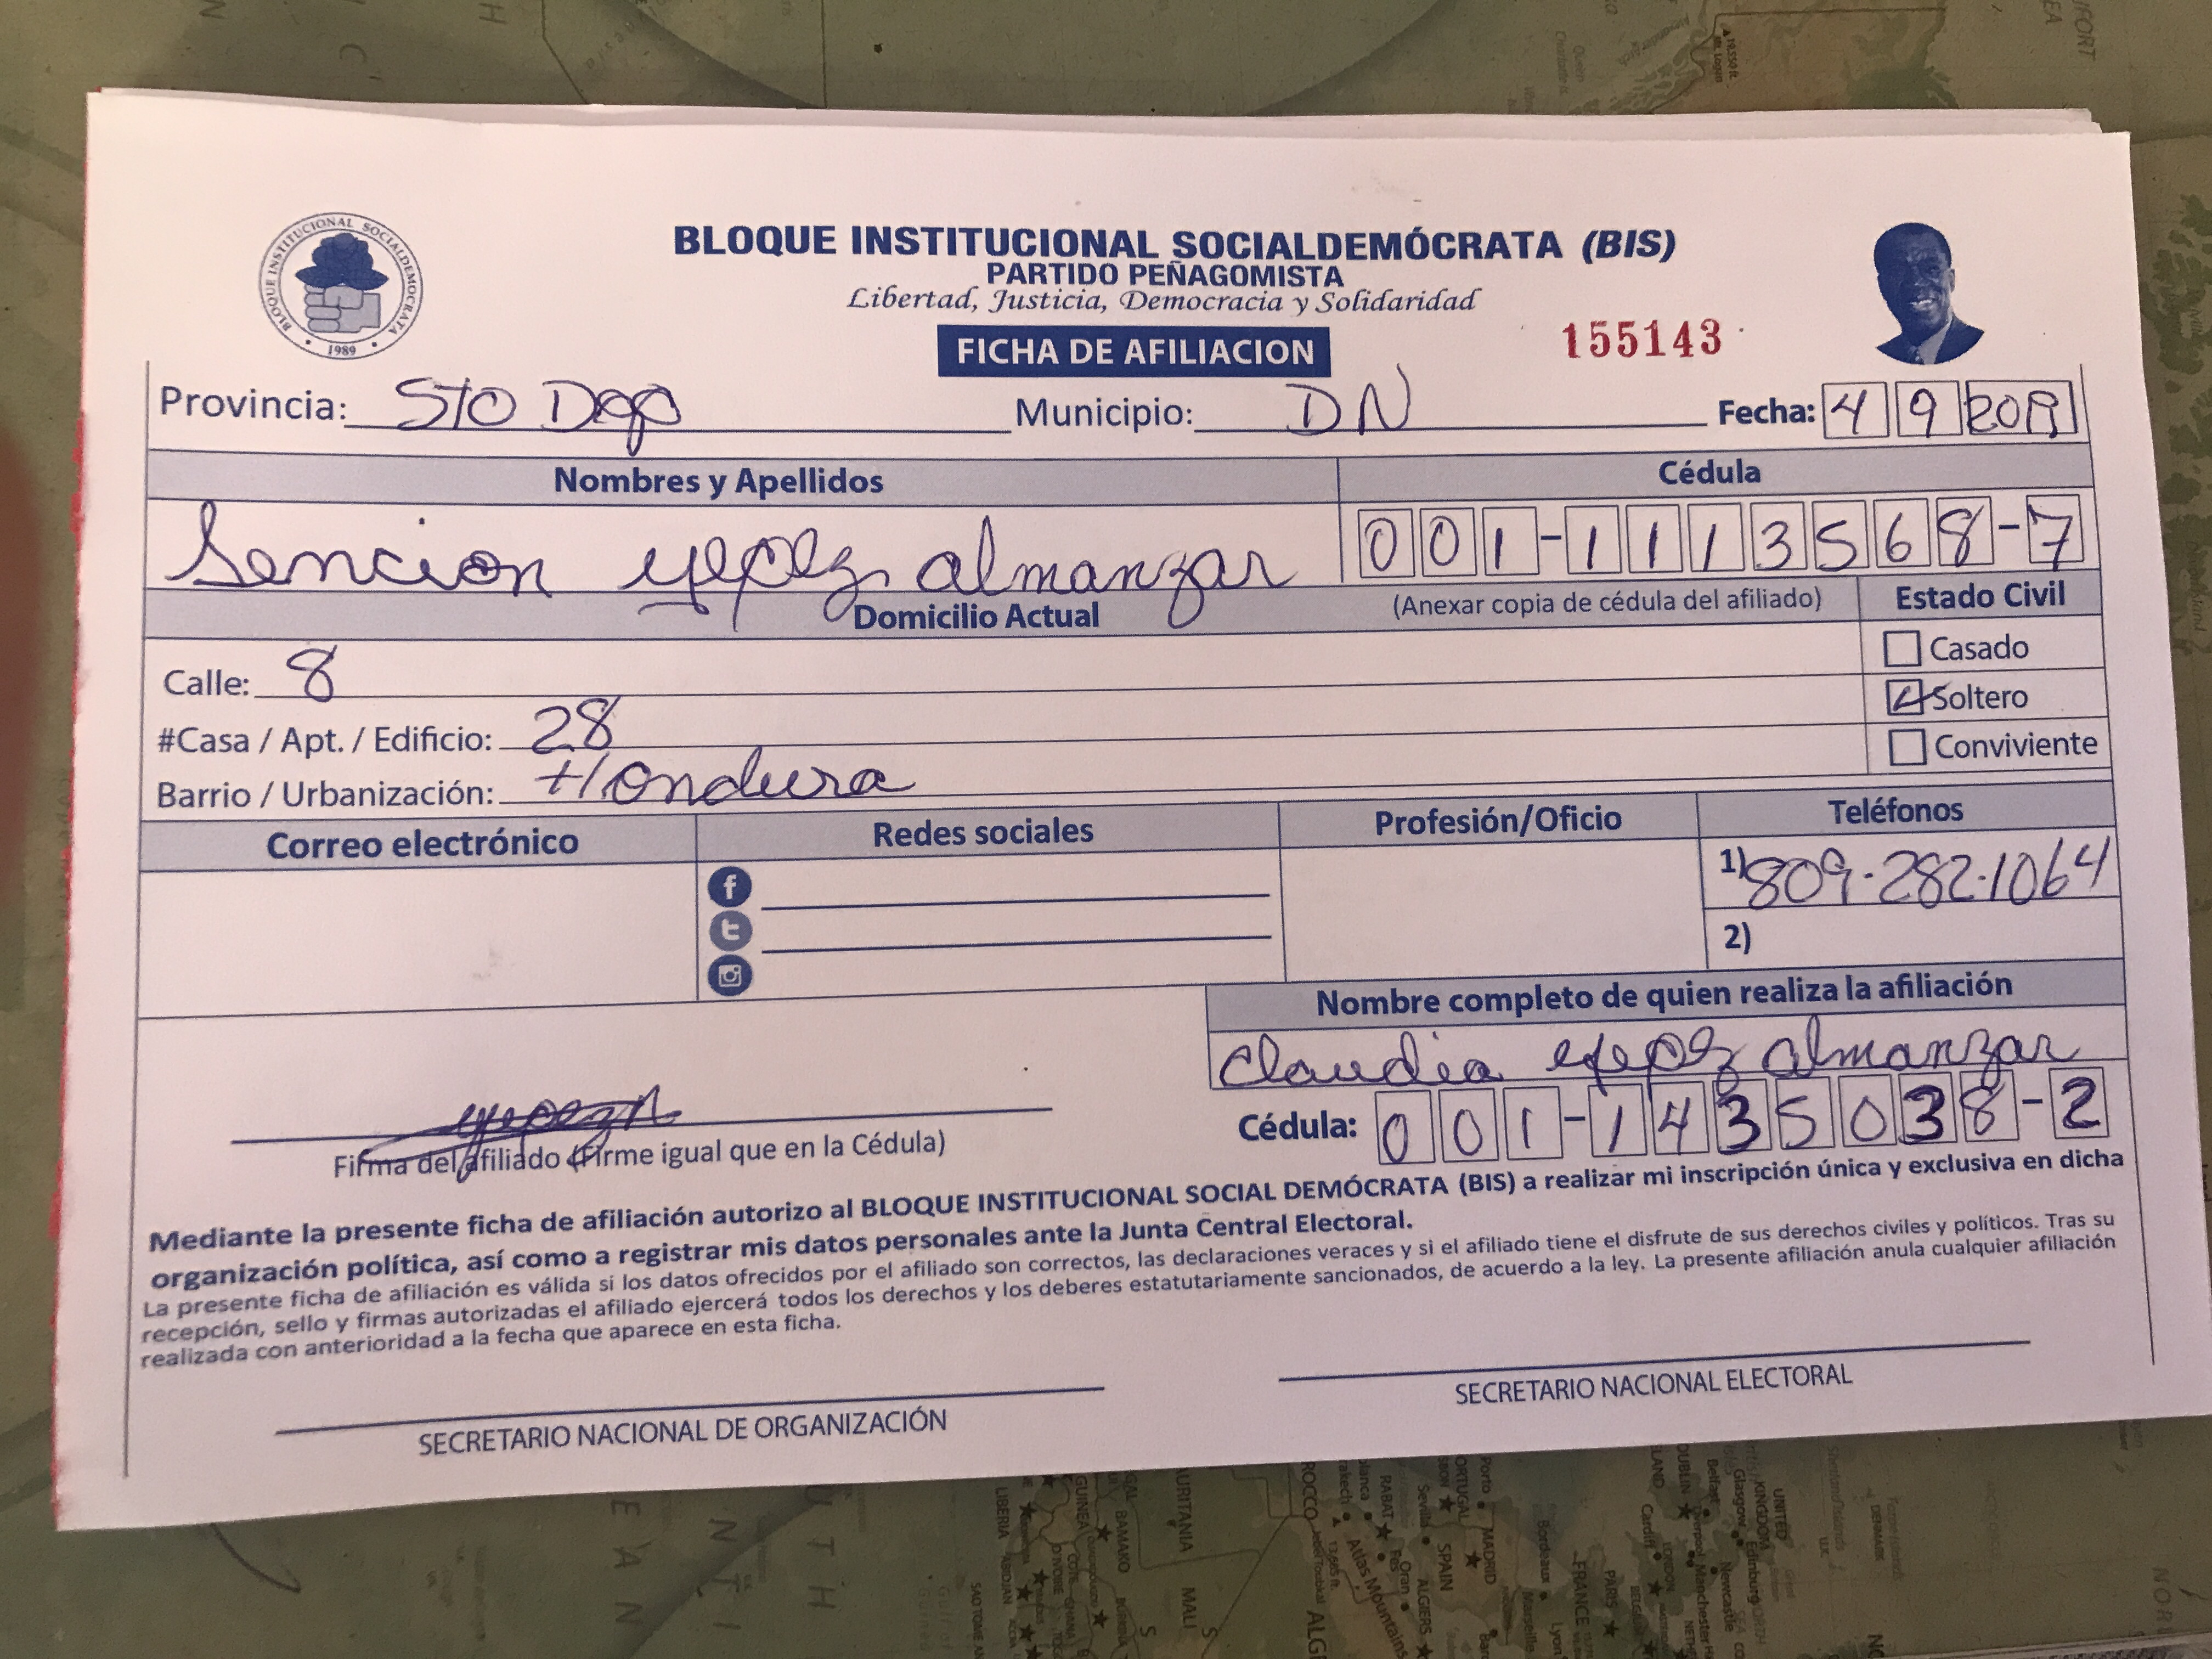 BLOQUE INSTITUCIONAL SOCIALDEMOCRATA
1989
BLOQUE INSTITUCIONAL SOCIALDEMÓCRATA (BIS)
PARTIDO PEÑAGOMISTA
Libertad, Justicia, Democracia y Solidaridad
FICHA DE AFILIACION 155143
Provincia: STO Dgo Municipio: DN Fecha: 4 9 2019
Nombres y Apellidos Cédula
Sencion yepez almanzar 001-1113568-7
Domicilio Actual (Anexar copia de cédula del afiliado) Estado Civil
Casado
Calle: 8 Soltero
#Casa / Apt. / Edificio: 28 Conviviente
Barrio / Urbanización: Hondura
Correo electrónico Redes sociales Profesión/Oficio Teléfonos
1) 809-282-1064
2)
Nombre completo de quien realiza la afiliación
Claudia yepez almanzar
Cédula: 001-1435038-2
Firma del afiliado (Firme igual que en la Cédula)
Mediante la presente ficha de afiliación autorizo al BLOQUE INSTITUCIONAL SOCIAL DEMÓCRATA (BIS) a realizar mi inscripción única y exclusiva en dicha
organización política, así como a registrar mis datos personales ante la Junta Central Electoral.
La presente ficha de afiliación es válida si los datos ofrecidos por el afiliado son correctos, las declaraciones veraces y si el afiliado tiene el disfrute de sus derechos civiles y políticos. Tras su
recepción, sello y firmas autorizadas el afiliado ejercerá todos los derechos y los deberes estatutariamente sancionados, de acuerdo a la ley. La presente afiliación anula cualquier afiliación
realizada con anterioridad a la fecha que aparece en esta ficha.
SECRETARIO NACIONAL DE ORGANIZACIÓN SECRETARIO NACIONAL ELECTORAL